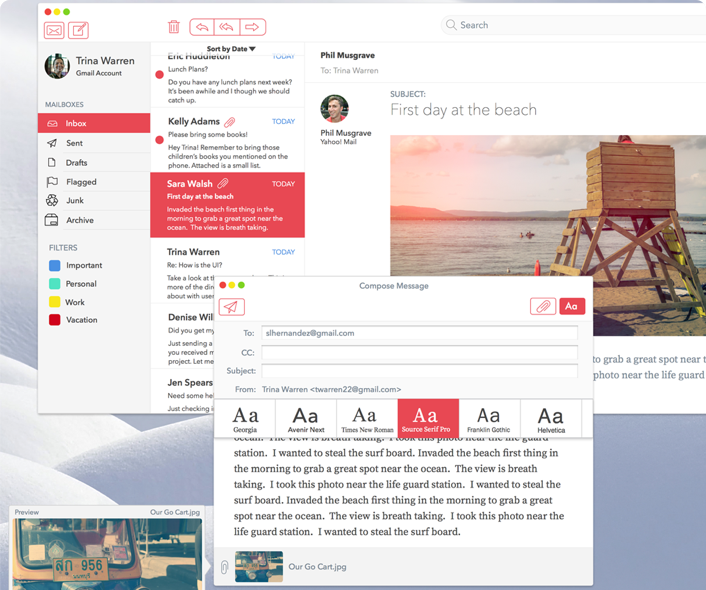 Search
Trina Warren
Gmail Account
MAILBOXES
Inbox
Sent
Drafts
Flagged
Junk
Archive
FILTERS
Important
Personal
Work
Vacation
Sort by Date
Eric Huddleton TODAY
Lunch Plans?
Do you have any lunch plans next week?
It's been awhile and I though we should
catch up.
Kelly Adams TODAY
Please bring some books!
Hey Trina! Remember to bring those
children's books you mentioned on the
phone. Attached is a small list.
Sara Walsh TODAY
First day at the beach
Invaded the beach first thing in the
morning to grab a great spot near the
ocean. The view is breath taking.
Trina Warren TODAY
Re: How is the UI?
Take a look at th
more of the dire
about with user
Denise Wil
Did you get my
Just sending a
you received m
project. Let me
Jen Spears
Need some hel
Just checking i
Phil Musgrave
To: Trina Warren
Phil Musgrave
Yahoo! Mail
SUBJECT:
First day at the beach
to grab a great spot near t
photo near the life guard
Compose Message
Aa
To: slhernandez@gmail.com
CC:
Subject:
From: Trina Warren <twarren22@gmail.com>
Aa Aa Aa Aa Aa Aa
Georgia Avenir Next Times New Roman Source Serif Pro Franklin Gothic Helvetica
ocean. The view is breath taking. I took this photo near the life guard
station. I wanted to steal the surf board. Invaded the beach first thing in
the morning to grab a great spot near the ocean. The view is breath
taking. I took this photo near the life guard station. I wanted to steal the
surf board. Invaded the beach first thing in the morning to grab a great
spot near the ocean. The view is breath taking. I took this photo near the
life guard station. I wanted to steal the surf board.
Our Go Cart.jpg
Preview Our Go Cart.jpg
สกุ 956